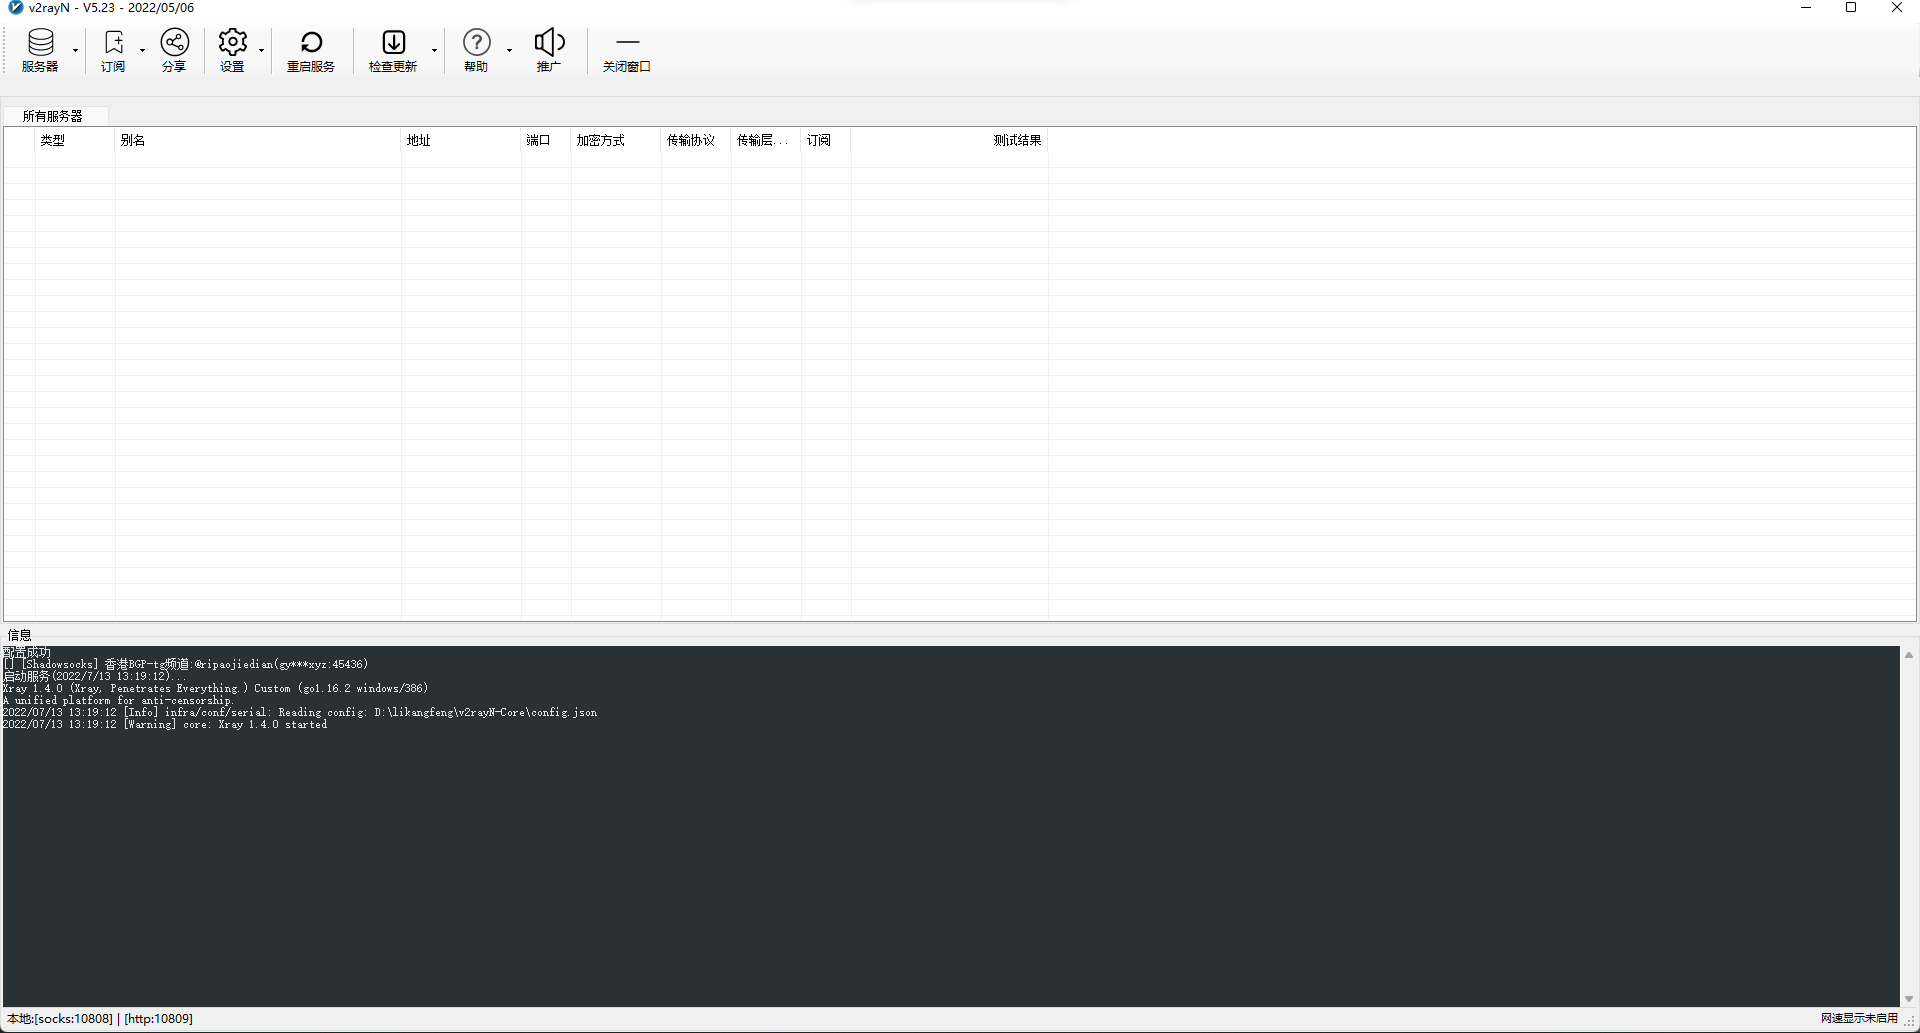 v2rayN - V5.23 - 2022/05/06
服务器 订阅 分享 设置 重启服务 检查更新 帮助 推广 关闭窗口
所有服务器
类型 别名 地址 端口 加密方式 传输协议 传输层... 订阅 测试结果
信息
配置成功
[] [Shadowsocks] 香港BGP-tg频道:@ripaojiedian(gy***xyz:45436)
启动服务(2022/7/13 13:19:12)...
Xray 1.4.0 (Xray, Penetrates Everything.) Custom (go1.16.2 windows/386)
A unified platform for anti-censorship.
2022/07/13 13:19:12 [Info] infra/conf/serial: Reading config: D:\likangfeng\v2rayN-Core\config.json
2022/07/13 13:19:12 [Warning] core: Xray 1.4.0 started
本地:[socks:10808] | [http:10809] 网速显示未启用